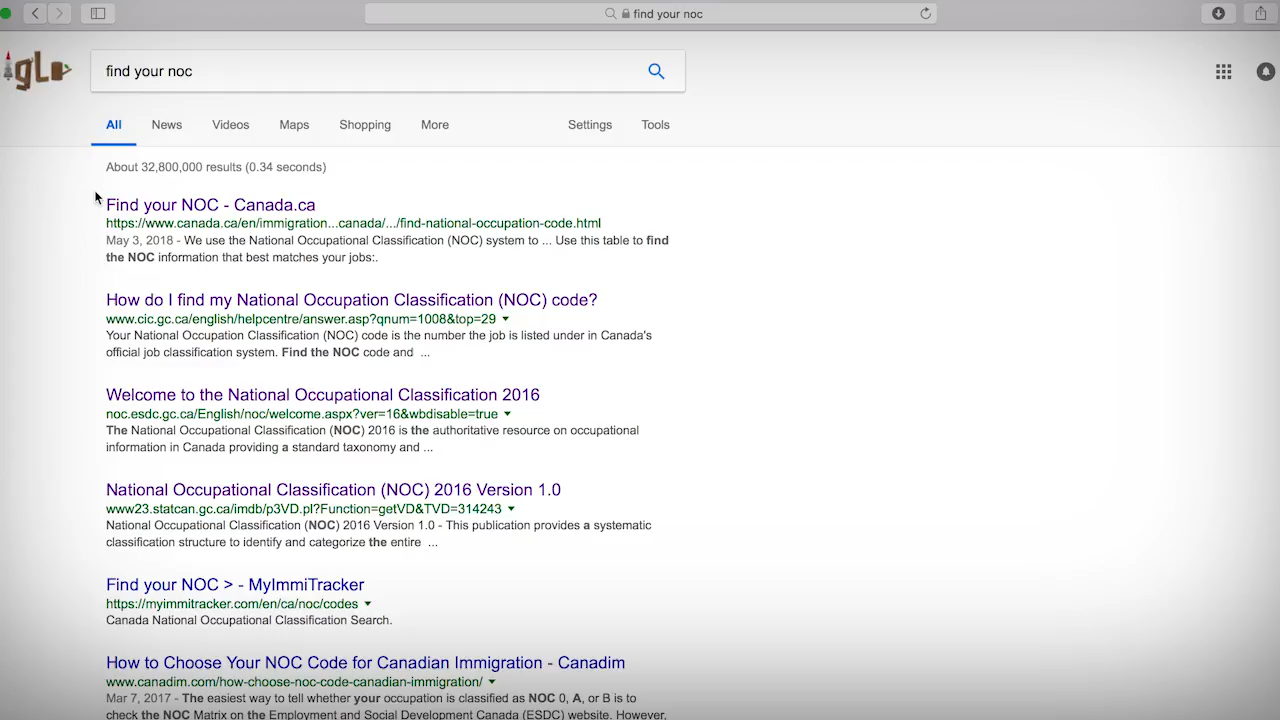 find your noc
find your noc
All News Videos Maps Shopping More Settings Tools
About 32,800,000 results (0.34 seconds)
Find your NOC - Canada.ca
https://www.canada.ca/en/immigration...canada/.../find-national-occupation-code.html
May 3, 2018 - We use the National Occupational Classification (NOC) system to ... Use this table to find
the NOC information that best matches your jobs:.
How do I find my National Occupation Classification (NOC) code?
www.cic.gc.ca/english/helpcentre/answer.asp?qnum=1008&top=29
Your National Occupation Classification (NOC) code is the number the job is listed under in Canada's
official job classification system. Find the NOC code and ...
Welcome to the National Occupational Classification 2016
noc.esdc.gc.ca/English/noc/welcome.aspx?ver=16&wbdisable=true
The National Occupational Classification (NOC) 2016 is the authoritative resource on occupational
information in Canada providing a standard taxonomy and ...
National Occupational Classification (NOC) 2016 Version 1.0
www23.statcan.gc.ca/imdb/p3VD.pl?Function=getVD&TVD=314243
National Occupational Classification (NOC) 2016 Version 1.0 - This publication provides a systematic
classification structure to identify and categorize the entire ...
Find your NOC > - MyImmiTracker
https://myimmitracker.com/en/ca/noc/codes
Canada National Occupational Classification Search.
How to Choose Your NOC Code for Canadian Immigration - Canadim
www.canadim.com/how-choose-noc-code-canadian-immigration/
Mar 7, 2017 - The easiest way to tell whether your occupation is classified as NOC 0, A, or B is to
check the NOC Matrix on the Employment and Social Development Canada (ESDC) website. However,